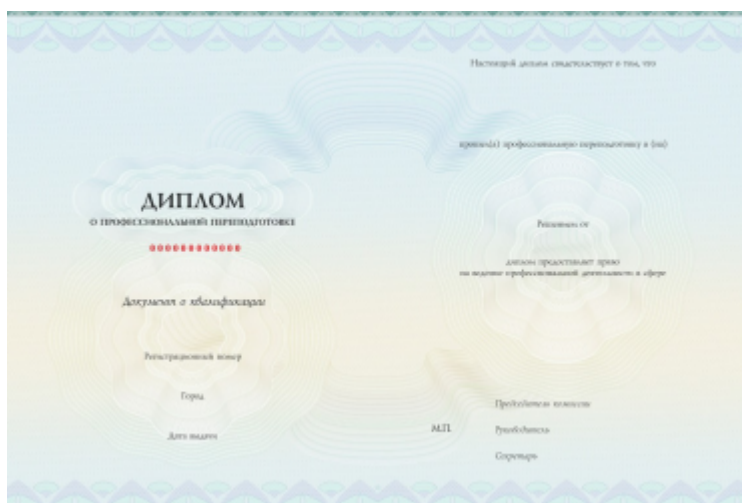 ДИПЛОМ
О ПРОФЕССИОНАЛЬНОЙ ПЕРЕПОДГОТОВКЕ
000000000000
Документ о квалификации
Регистрационный номер
Город
Дата выдачи
Настоящий диплом свидетельствует о том, что
прошел(а) профессиональную переподготовку в (на)
Решением от
диплом предоставляет право
на ведение профессиональной деятельности в сфере
Председатель комиссии
М.П. Руководитель
Секретарь